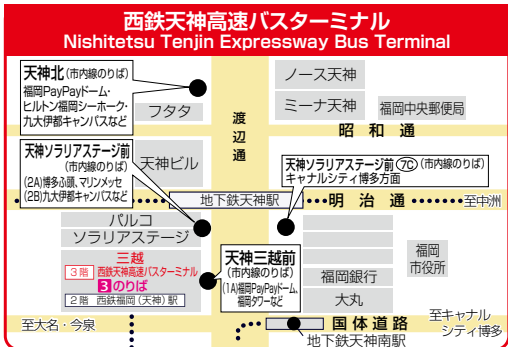 西鉄天神高速バスターミナル
Nishitetsu Tenjin Expressway Bus Terminal
天神北(市内線のりば)
福岡PayPayドーム・
ヒルトン福岡シーホーク・
九大伊都キャンパスなど
フタタ
渡辺通
ノース天神
ミーナ天神
福岡中央郵便局
昭和通
天神ソラリアステージ前
(市内線のりば)
(2A)博多ふ頭、マリンメッセ
(2B)九大伊都キャンパスなど
天神ビル
天神ソラリアステージ前 7C (市内線のりば)
キャナルシティ博多方面
地下鉄天神駅
明治通
至中洲
パルコ
ソラリアステージ
三越
3階 西鉄天神高速バスターミナル
3のりば
2階 西鉄福岡(天神)駅
天神三越前
(市内線のりば)
(1A)福岡PayPayドーム、
福岡タワーなど
福岡銀行
大丸
福岡
市役所
至大名・今泉
国体道路
至キャナル
シティ博多
地下鉄天神南駅